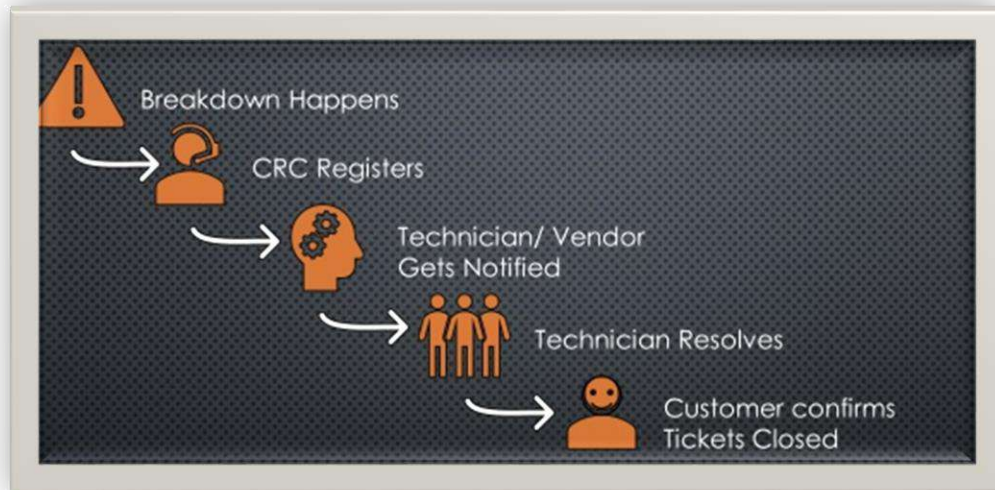 Breakdown Happens
CRC Registers
Technician/ Vendor
Gets Notified
Technician Resolves
Customer confirms
Tickets Closed